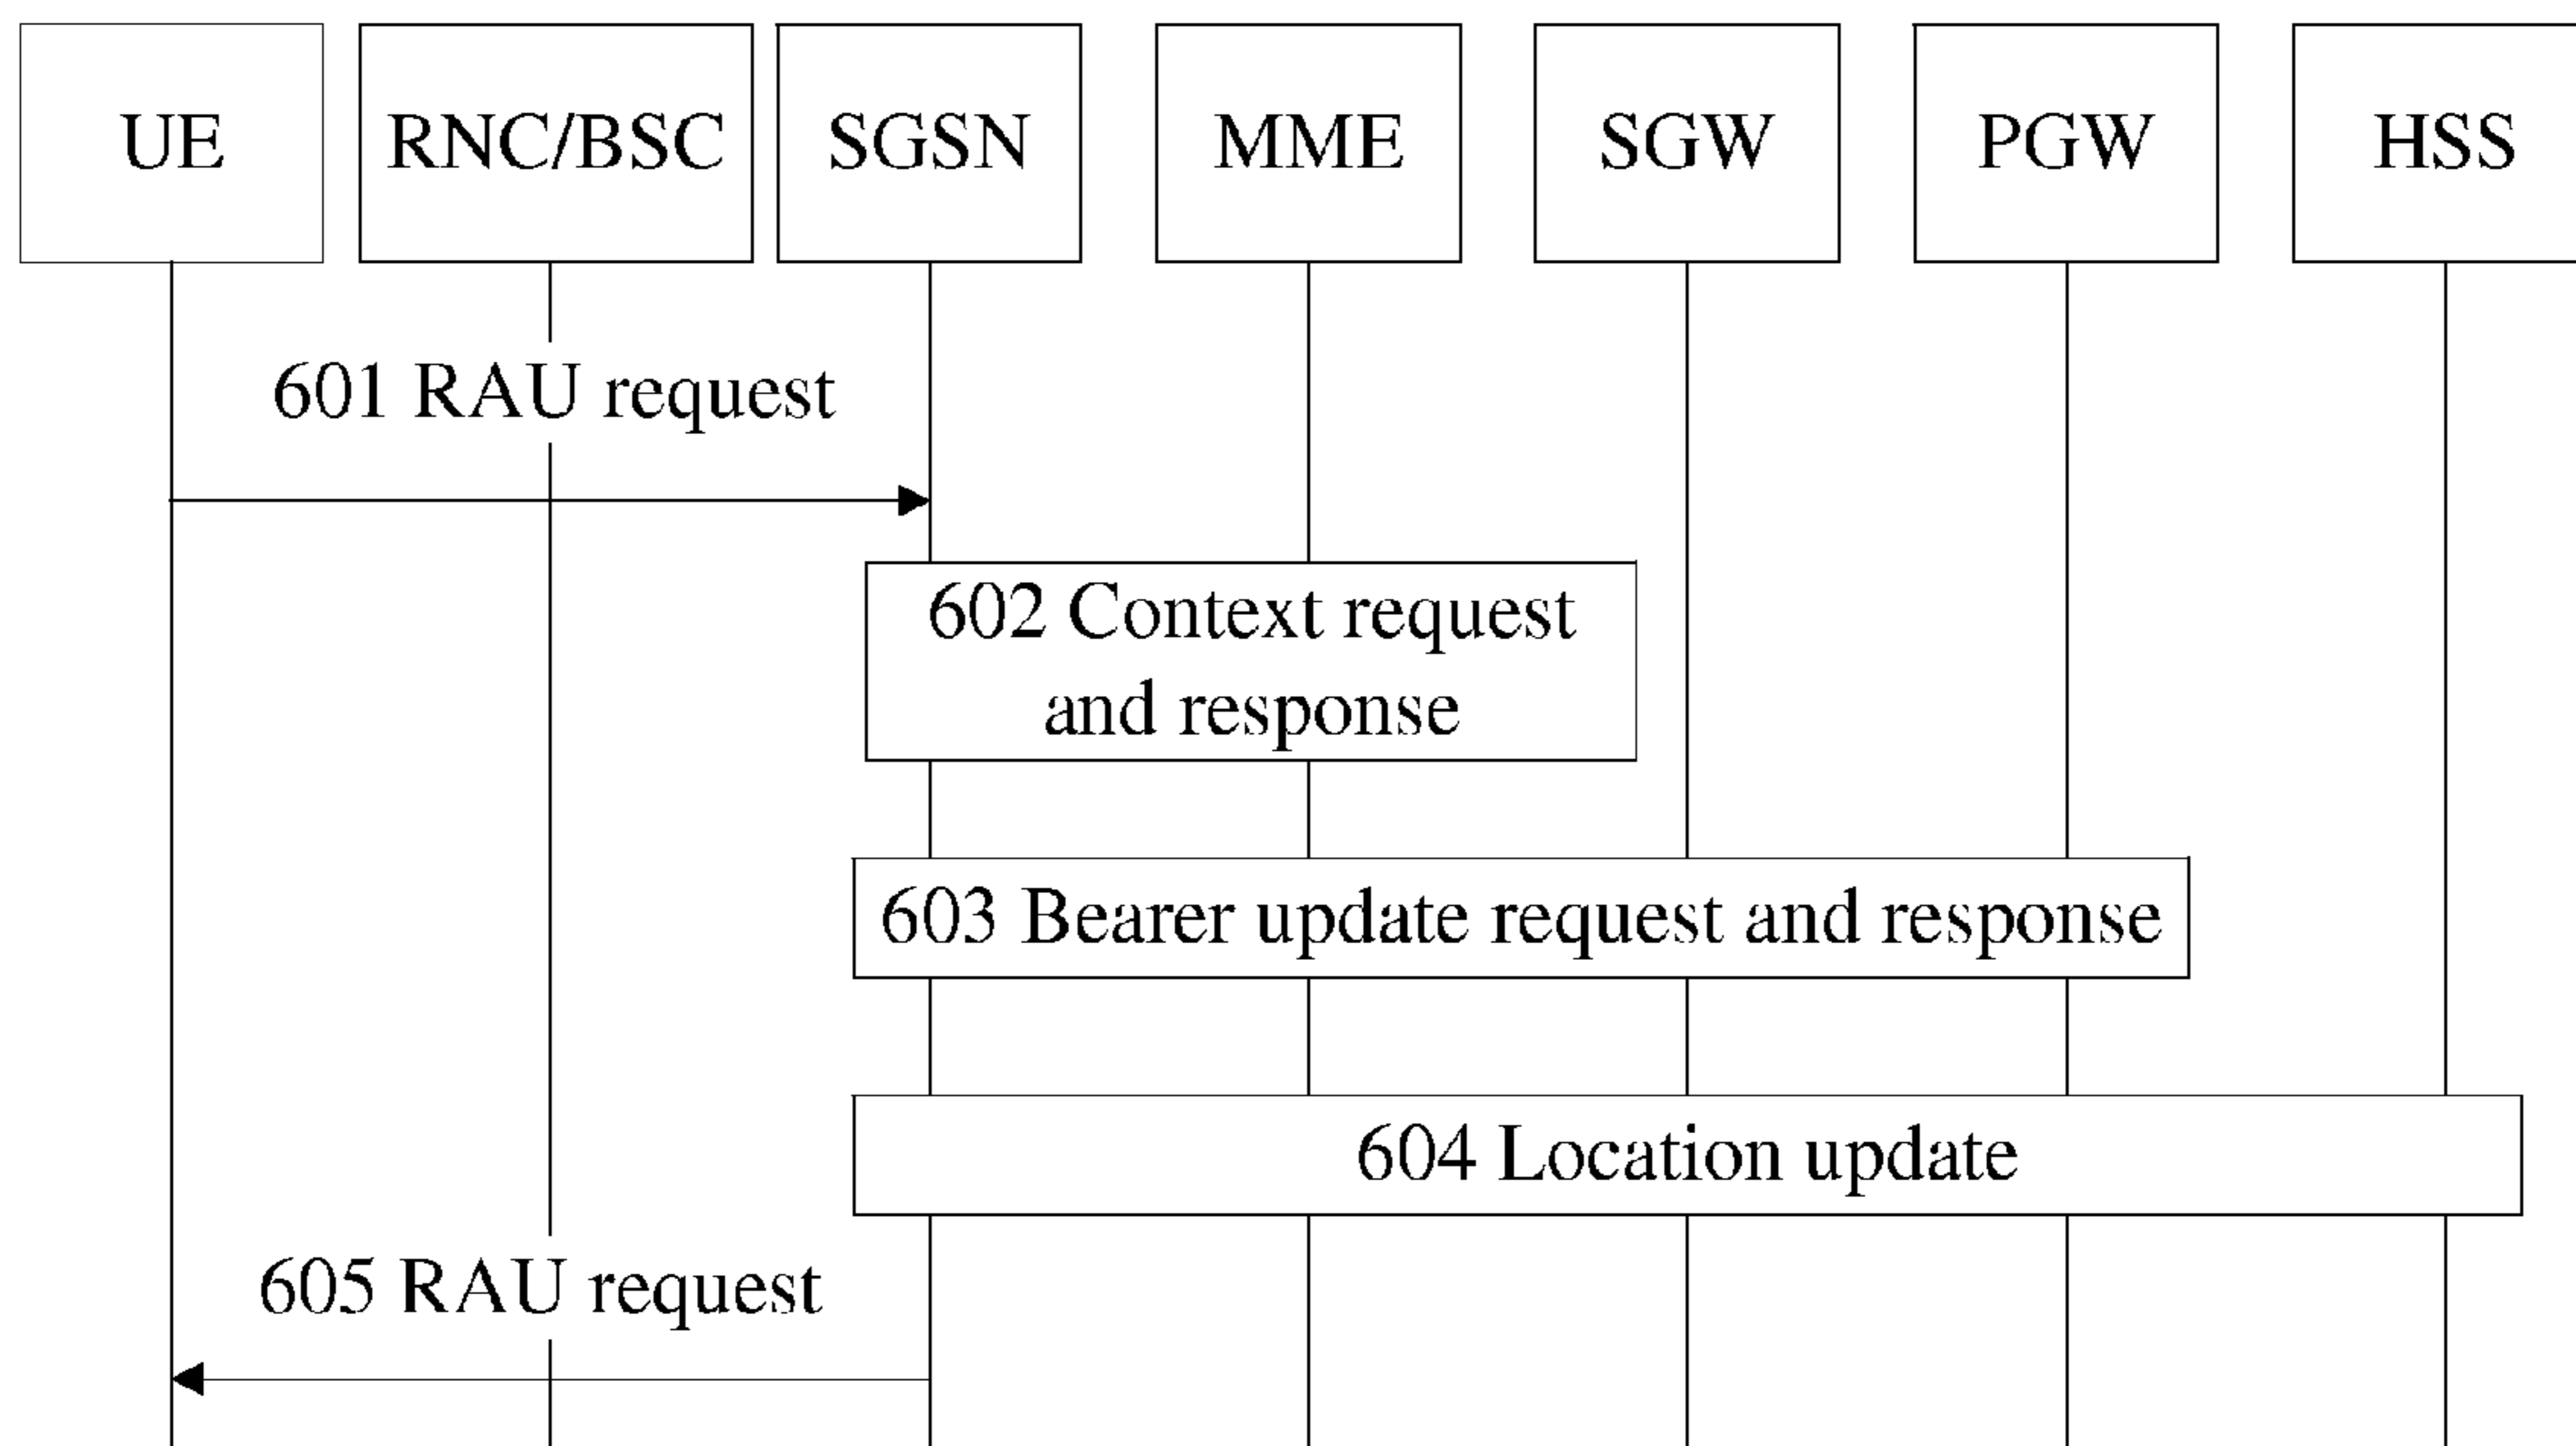 UE
RNC/BSC
SGSN
MME
SGW
PGW
HSS
601 RAU request
602 Context request
and response
603 Bearer update request and response
604 Location update
605 RAU request